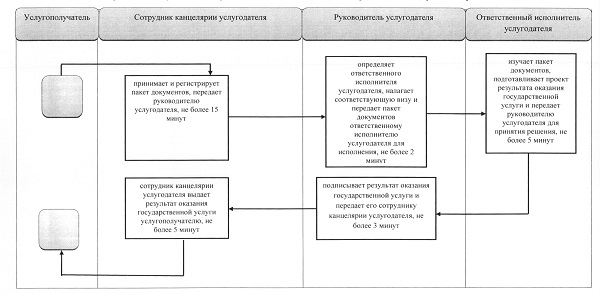 Услугополучатель
Сотрудник канцелярии услугодателя
Руководитель услугодателя
Ответственный исполнитель
услугодателя
принимает и регистрирует
пакет документов, передает
руководителю
услугодателя, не более 15
минут
определяет
ответственного
исполнителя
услугодателя, налагает
соответствующую визу и
передает пакет
документов
ответственному
исполнителю
услугодателя для
исполнения, не более 2
минут
изучает пакет
документов,
подготавливает проект
результата оказания
государственной
услуги и передает
руководителю
услугодателя для
принятия решения, не
более 5 минут
подписывает результат оказания
государственной услуги и
передает его сотруднику
канцелярии услугодателя, не
более 3 минут
сотрудник канцелярии
услугодателя выдает
результат оказания
государственной услуги
услугополучателю, не
более 5 минут